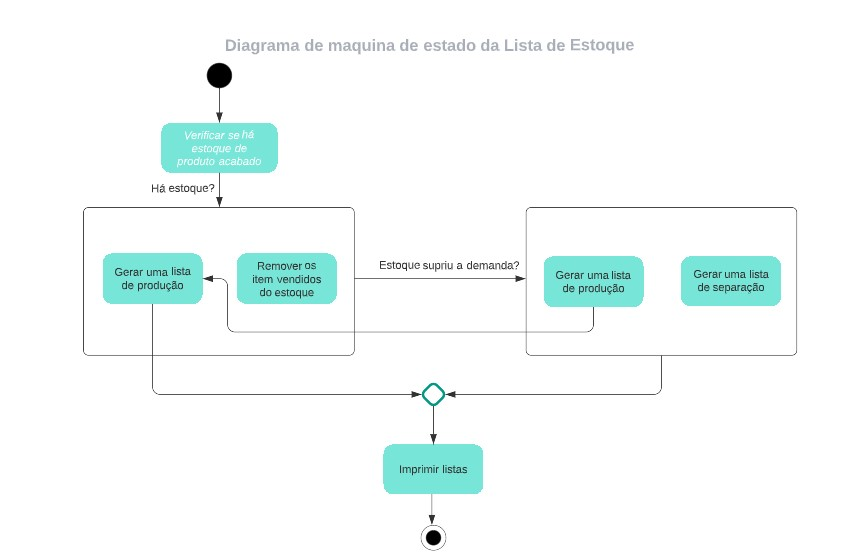 Diagrama de maquina de estado da Lista de Estoque
Verificar se há
estoque de
produto acabado
Há estoque?
Gerar uma lista
de produção
Remover os
item vendidos
do estoque
Estoque supriu a demanda?
Gerar uma lista
de produção
Gerar uma lista
de separação
Imprimir listas